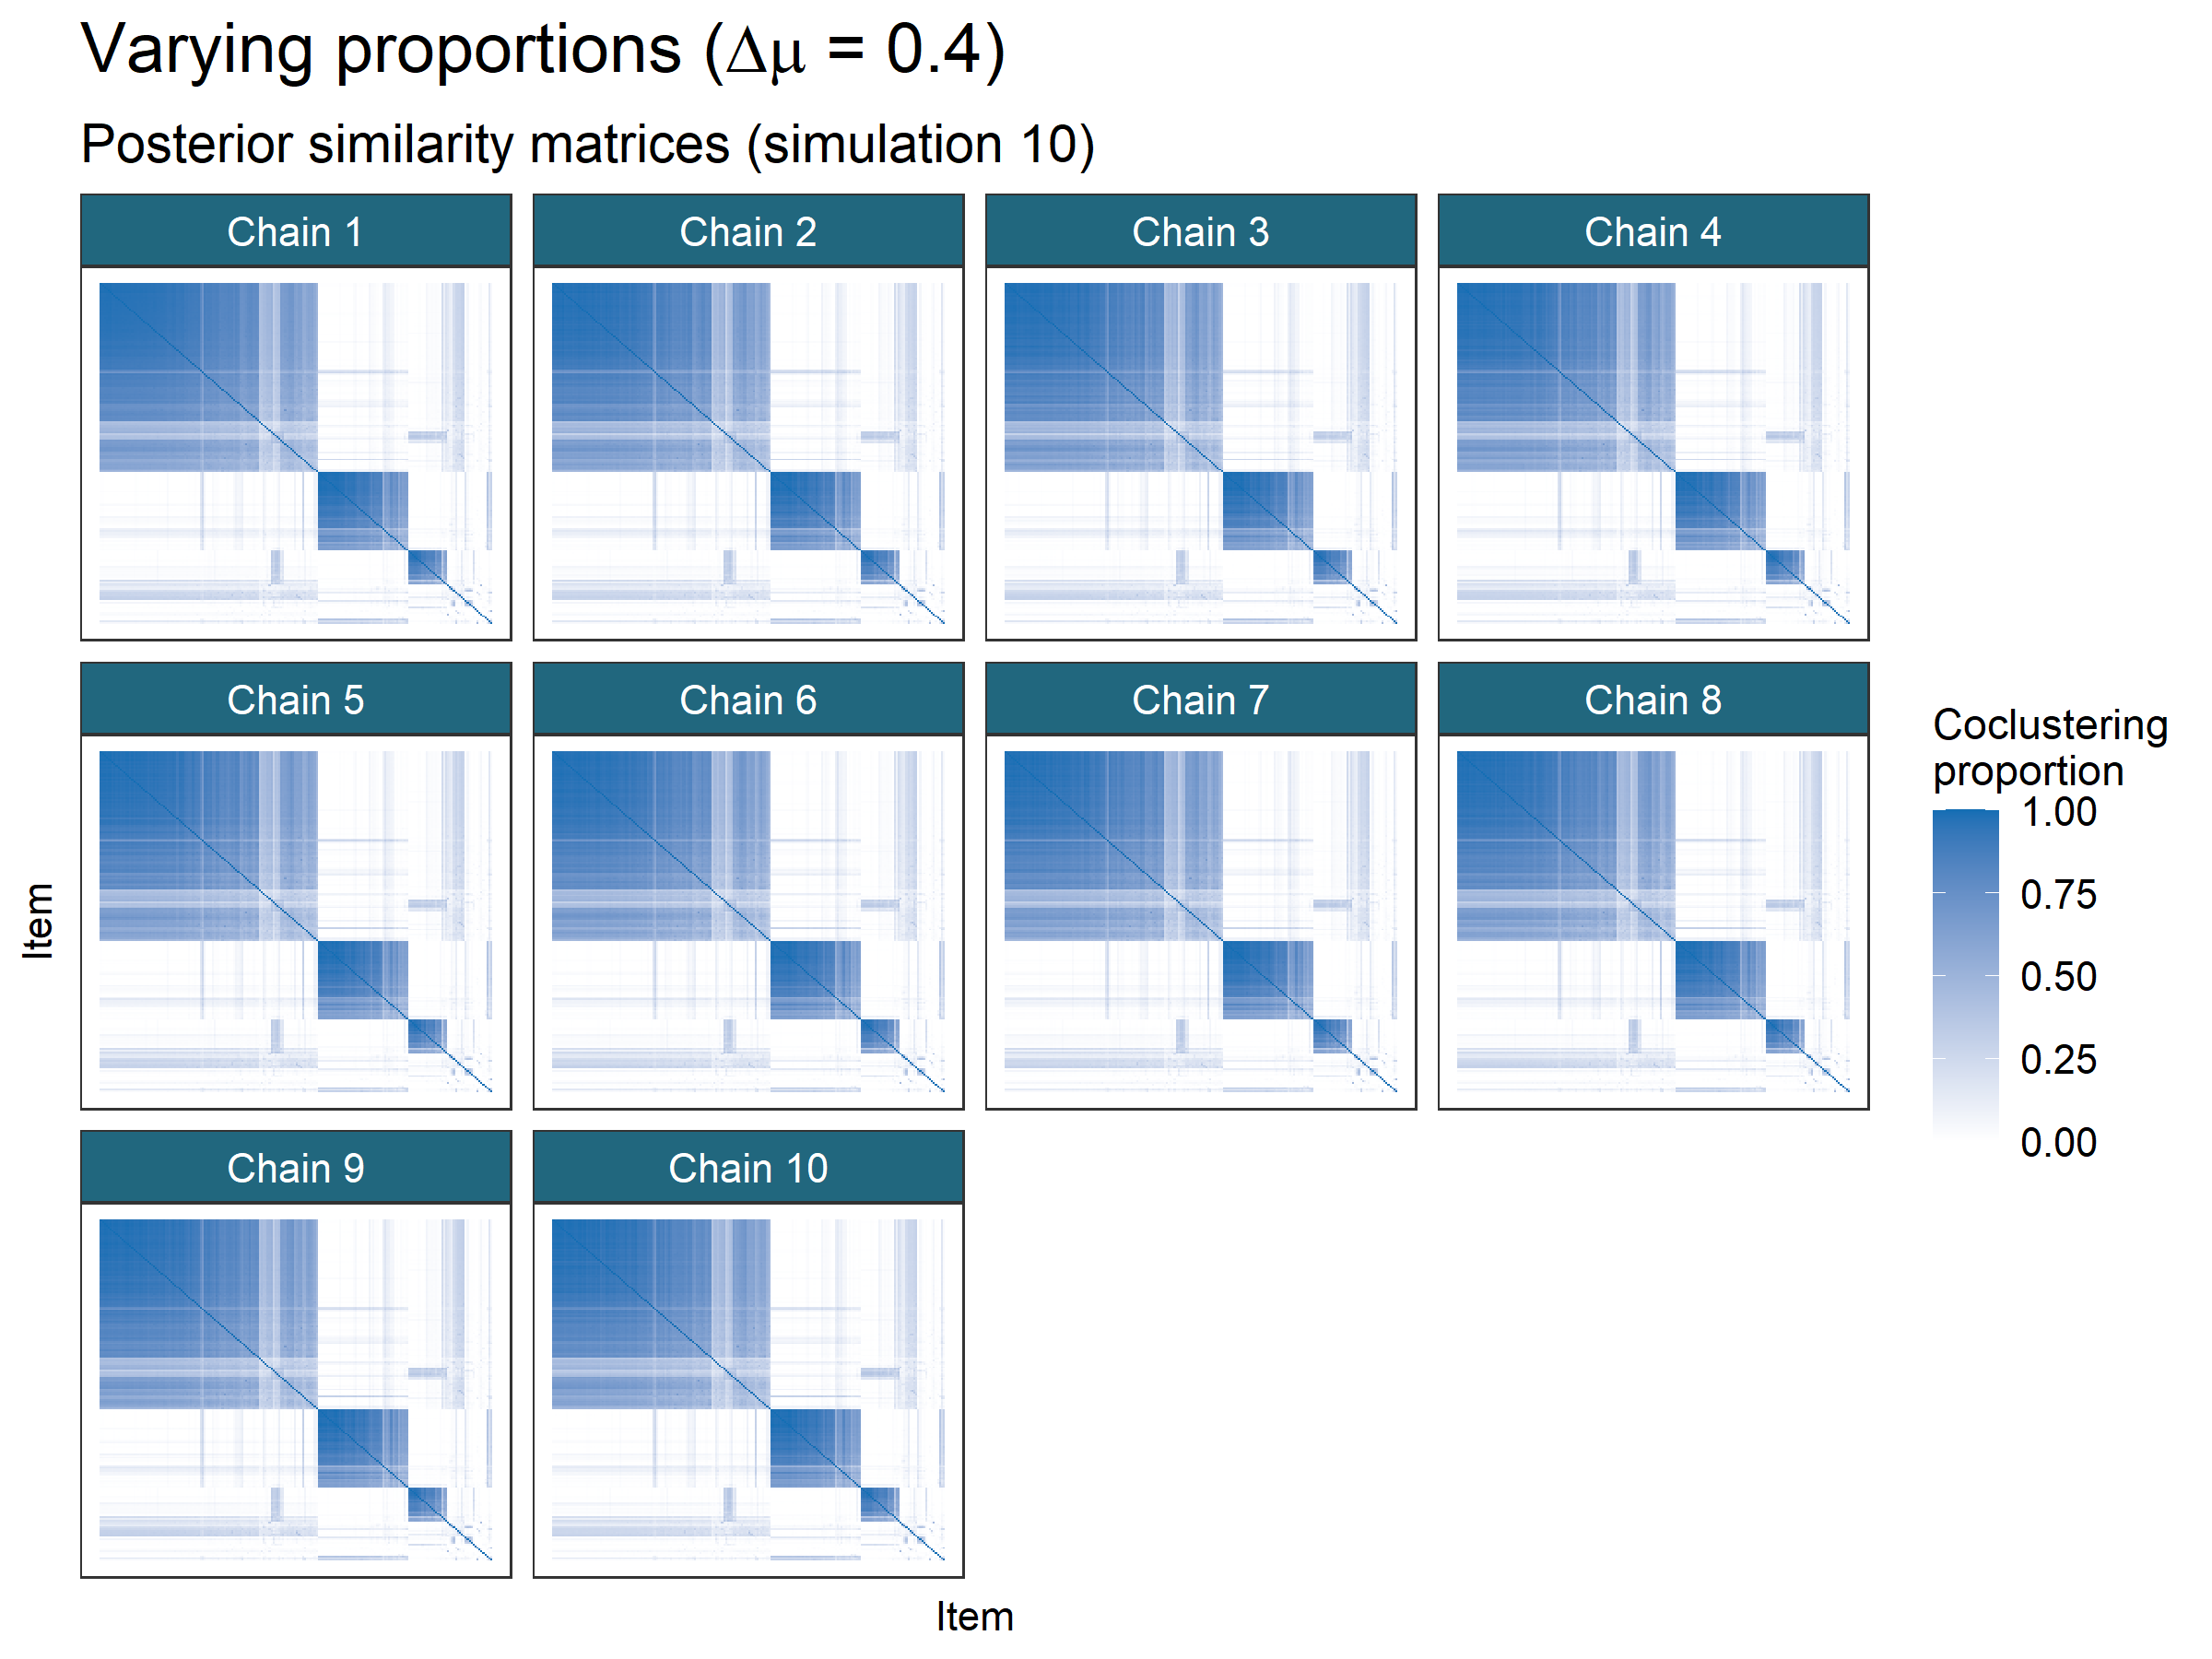 Varying proportions (Δμ = 0.4)
Posterior similarity matrices (simulation 10)
Chain 1
Chain 2
Chain 3
Chain 4
Chain 5
Chain 6
Chain 7
Chain 8
Chain 9
Chain 10
Item
Item
Coclustering
proportion
1.00
0.75
0.50
0.25
0.00